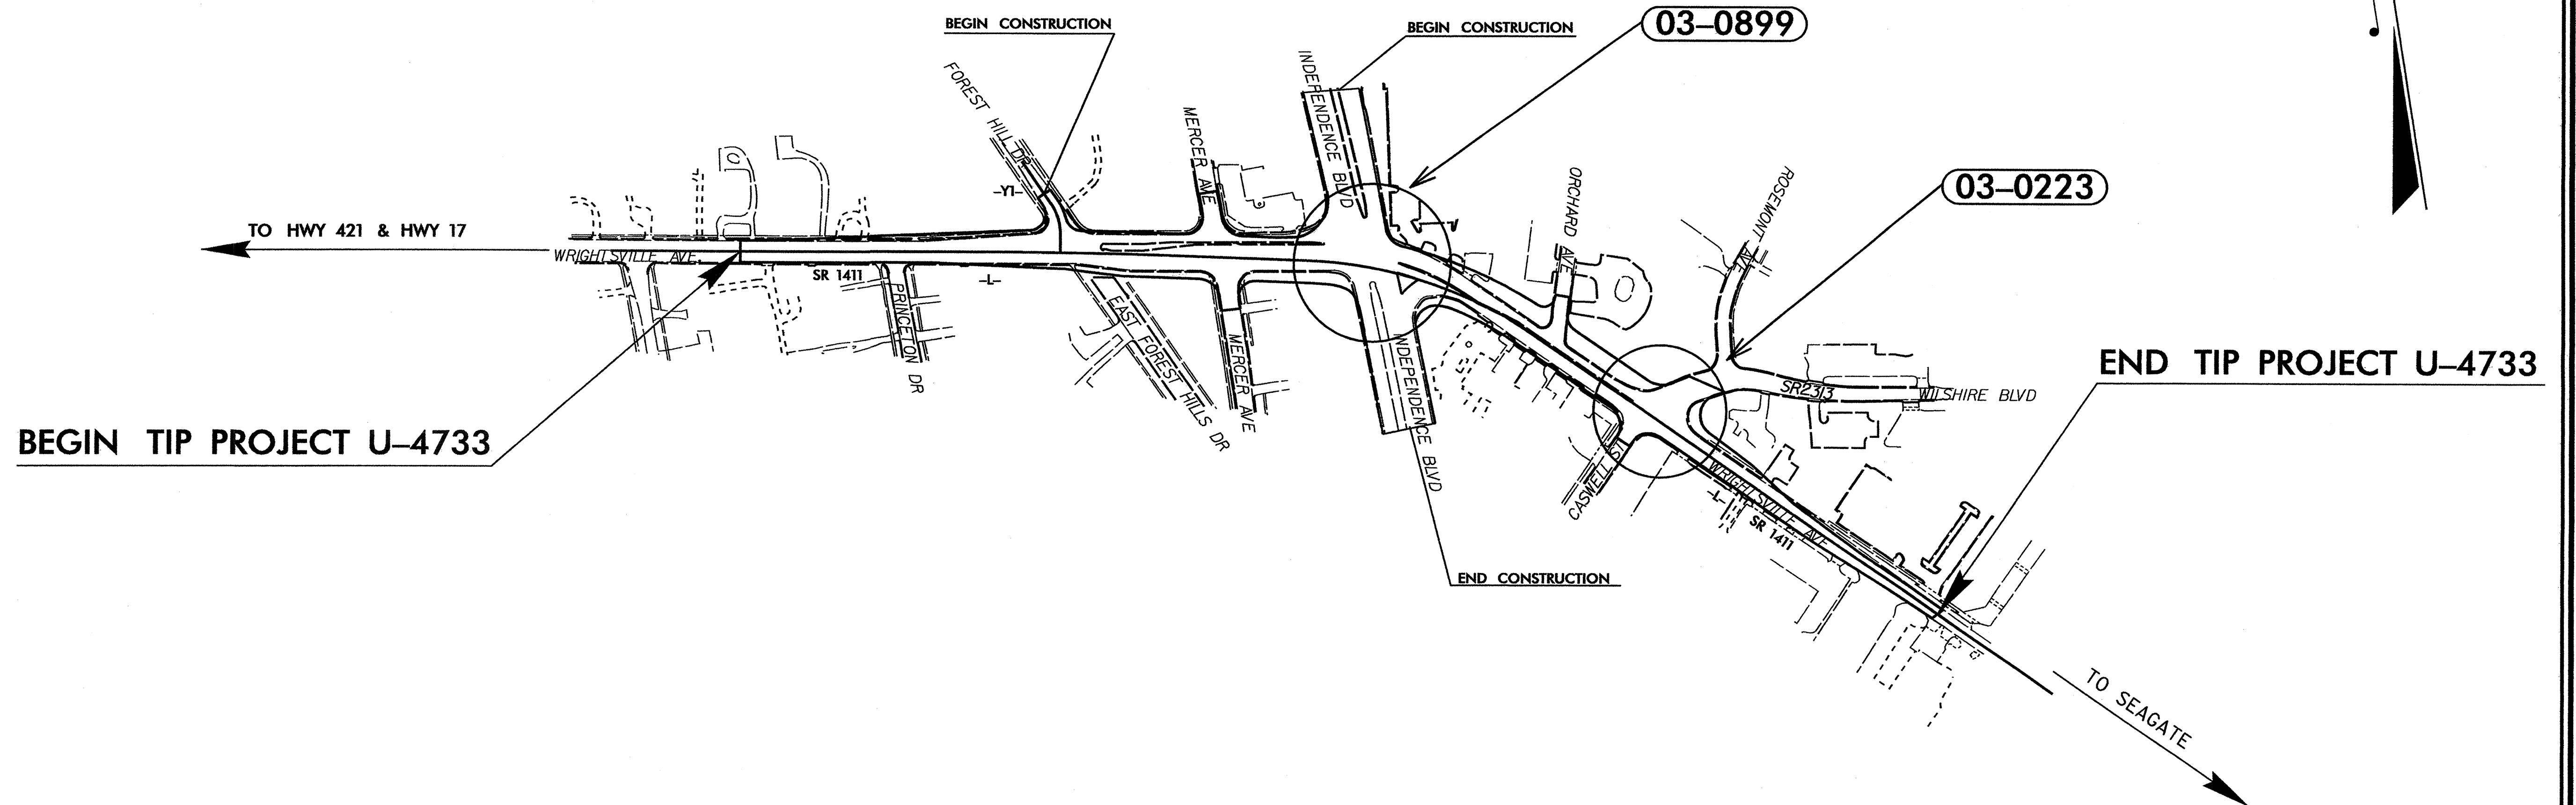 BEGIN CONSTRUCTION
BEGIN CONSTRUCTION
03–0899
INDEPENDENCE BLVD
FOREST HILL DR
MERCER AVE
ORCHARD AVE
ROSEMONT AVE
03–0223
–Y1–
TO HWY 421 & HWY 17
WRIGHTSVILLE AVE.
SR 1411
–L–
PRINCETON DR
EAST FOREST HILLS DR
MERCER AVE
INDEPENDENCE BLVD
SR2313
WILSHIRE BLVD
END TIP PROJECT U–4733
BEGIN TIP PROJECT U–4733
CASWELL ST
–L–
WRIGHTSVILLE AVE
SR 1411
END CONSTRUCTION
TO SEAGATE